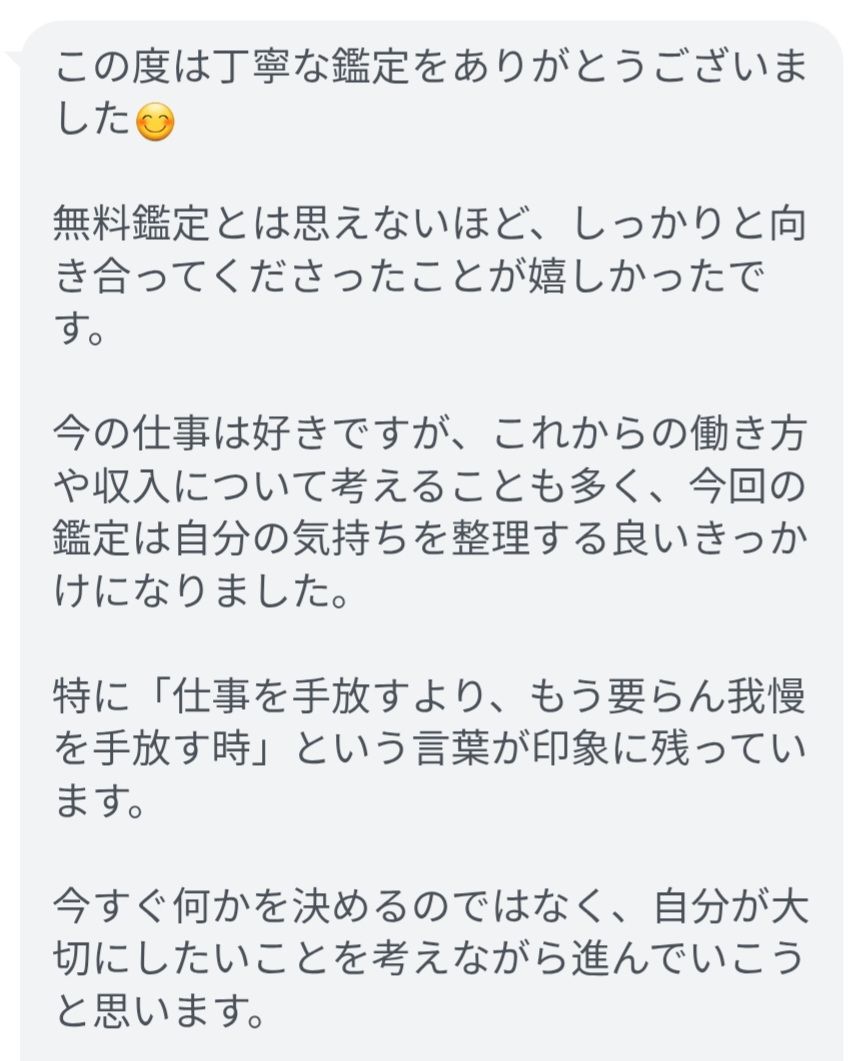 この度は丁寧な鑑定をありがとうございま
した😊
無料鑑定とは思えないほど、しっかりと向
き合ってくださったことが嬉しかったで
す。
今の仕事は好きですが、これからの働き方
や収入について考えることも多く、今回の
鑑定は自分の気持ちを整理する良いきっか
けになりました。
特に「仕事を手放すより、もう要らん我慢
を手放す時」という言葉が印象に残ってい
ます。
今すぐ何かを決めるのではなく、自分が大
切にしたいことを考えながら進んでいこう
と思います。